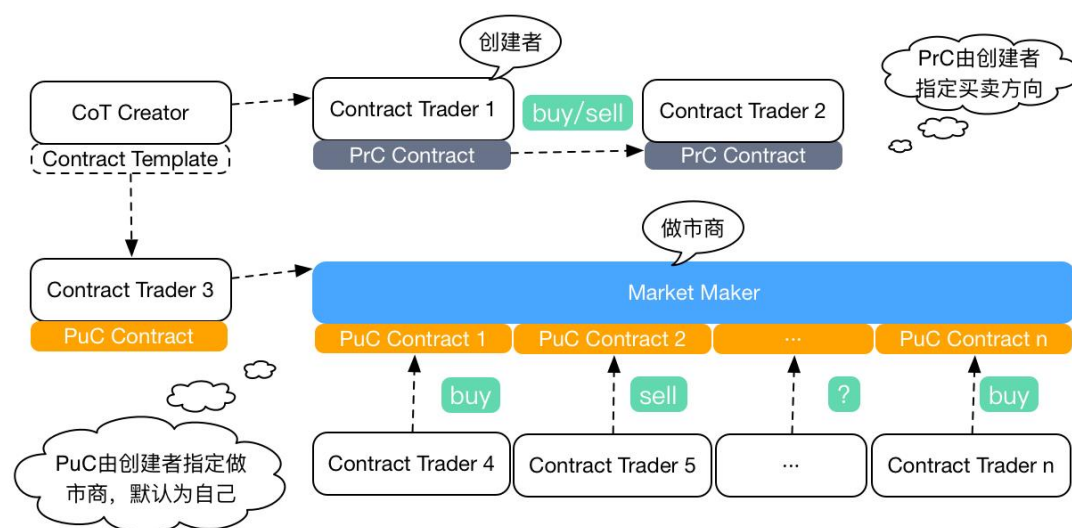 创建者
PrC由创建者
指定买卖方向
CoT Creator
Contract Template
Contract Trader 1
PrC Contract
buy/sell
Contract Trader 2
PrC Contract
做市商
Contract Trader 3
PuC Contract
Market Maker
PuC Contract 1
PuC Contract 2
...
PuC Contract n
buy
sell
?
buy
PuC由创建者指定做
市商，默认为自己
Contract Trader 4
Contract Trader 5
...
Contract Trader n